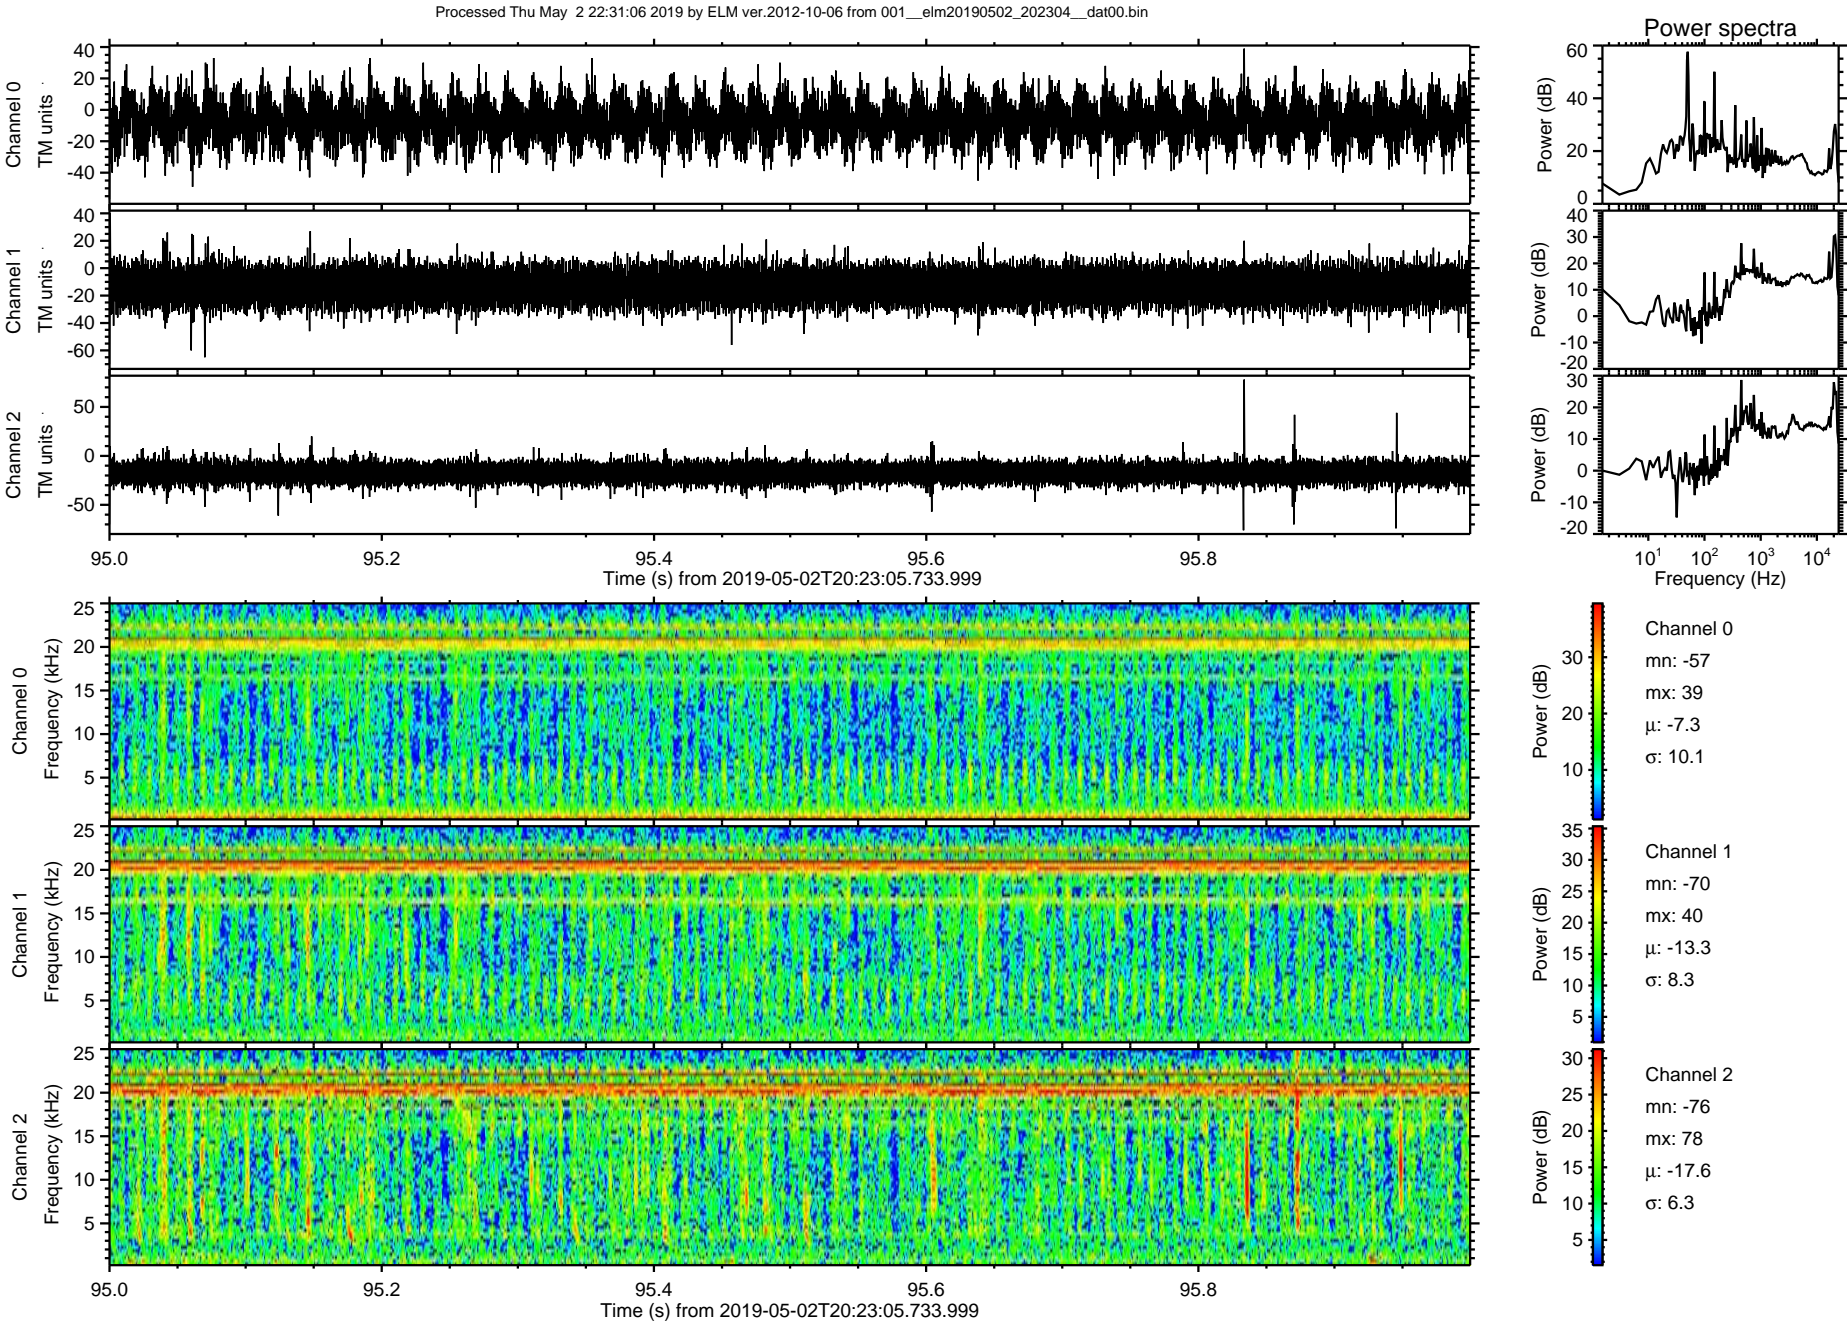 Processed Thu May  2 22:31:06 2019 by ELM ver.2012-10-06 from 001__elm20190502_202304__dat00.bin
Power spectra
Channel 0
TM units
40
20
0
-20
-40
Power (dB)
60
40
20
0
Channel 1
TM units
40
20
0
-20
-40
-60
Power (dB)
40
30
20
10
0
-10
-20
Channel 2
TM units
50
0
-50
Power (dB)
30
20
10
0
-10
-20
95.0 95.2 95.4 95.6 95.8
Time (s) from 2019-05-02T20:23:05.733.999
10^1 10^2 10^3 10^4
Frequency (Hz)
Channel 0
Frequency (kHz)
25
20
15
10
5
Power (dB)
30
20
10
Channel 0
mn: -57
mx: 39
μ: -7.3
σ: 10.1
Channel 1
Frequency (kHz)
25
20
15
10
5
Power (dB)
35
30
25
20
15
10
5
Channel 1
mn: -70
mx: 40
μ: -13.3
σ: 8.3
Channel 2
Frequency (kHz)
25
20
15
10
5
Power (dB)
30
25
20
15
10
5
Channel 2
mn: -76
mx: 78
μ: -17.6
σ: 6.3
95.0 95.2 95.4 95.6 95.8
Time (s) from 2019-05-02T20:23:05.733.999